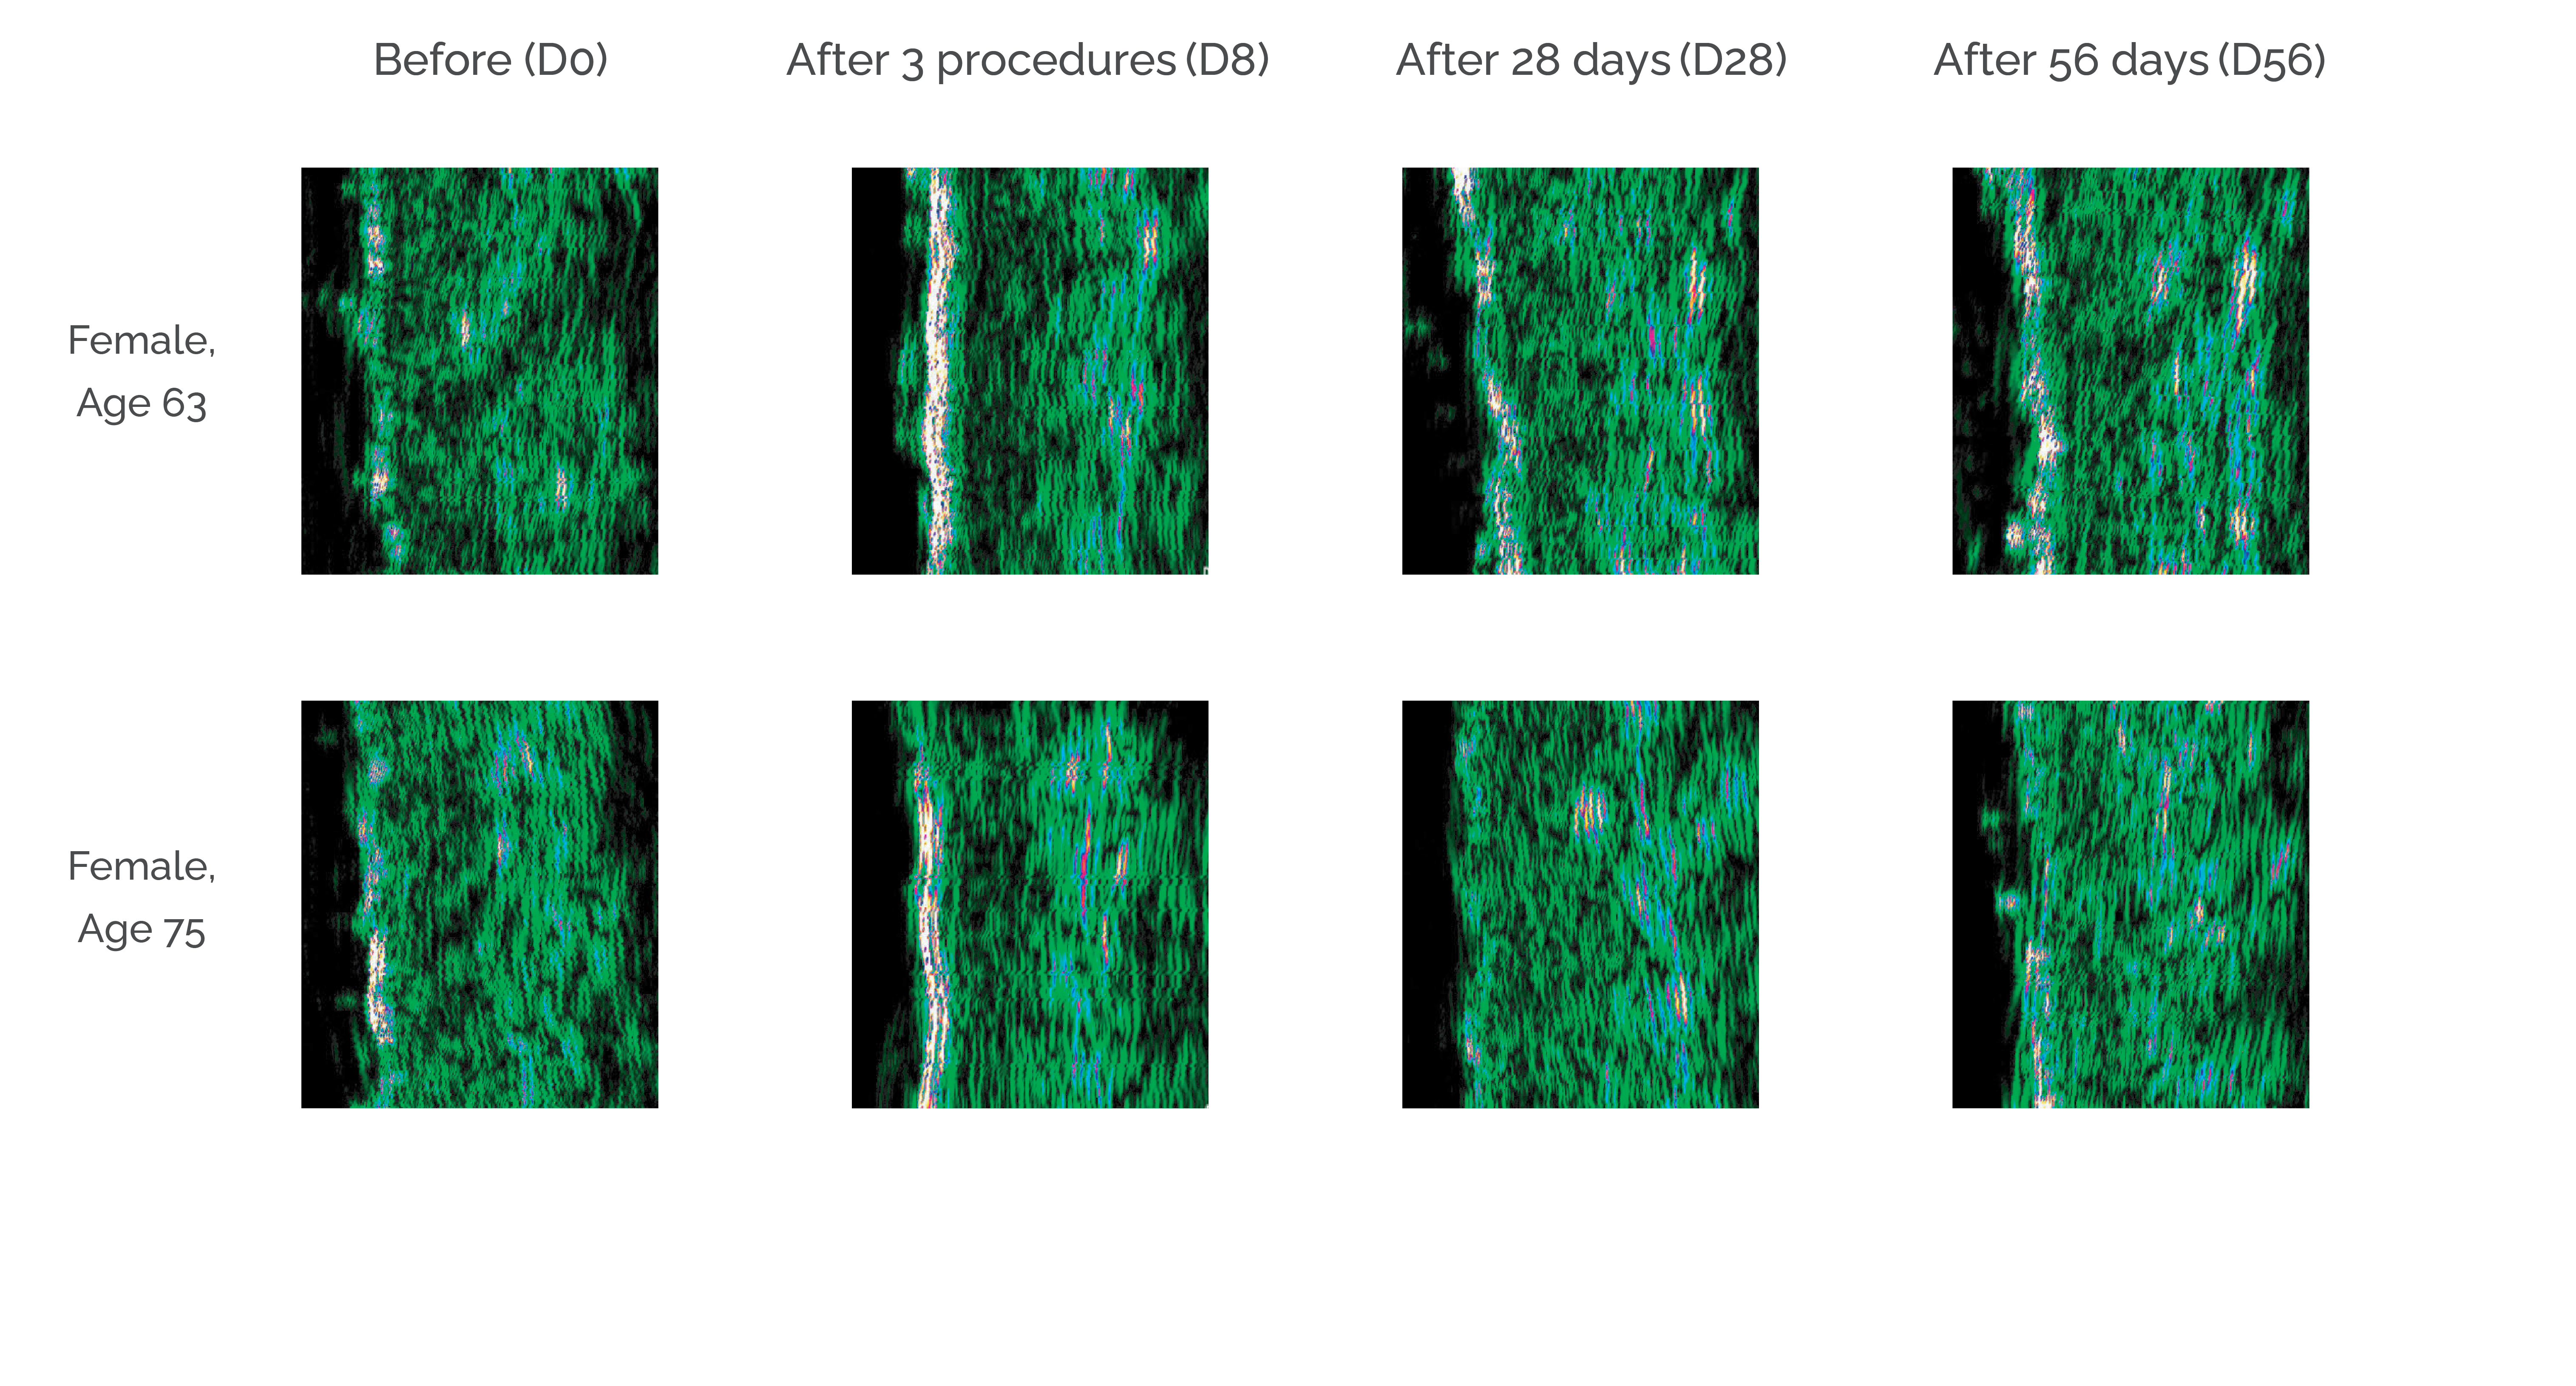 Before (D0)
After 3 procedures (D8)
After 28 days (D28)
After 56 days (D56)
Female,
Age 63
Female,
Age 75